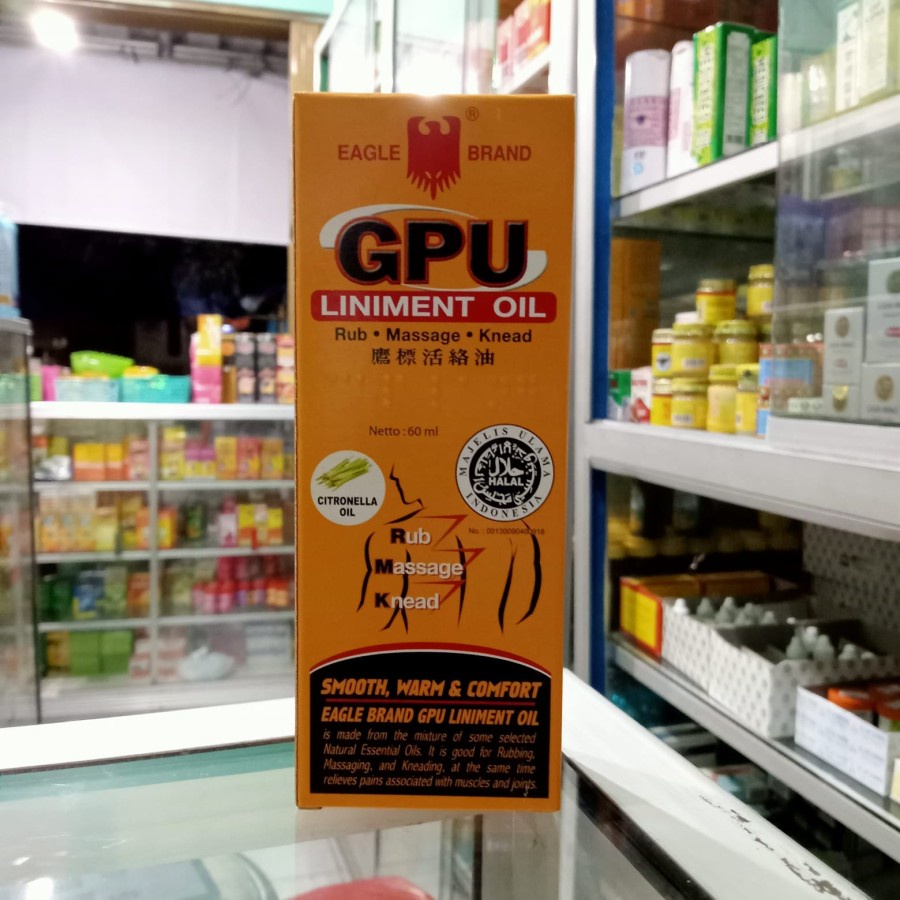 EAGLE BRAND ®
GPU
LINIMENT OIL
Rub • Massage • Knead
鷹標活絡油
Netto : 60 ml
CITRONELLA
OIL
MAJELIS ULAMA
INDONESIA
حلال
HALAL
Rub
Massage
Knead
SMOOTH, WARM & COMFORT
EAGLE BRAND GPU LINIMENT OIL
is made from the mixture of some selected
Natural Essential Oils. It is good for Rubbing,
Massaging, and Kneading, at the same time
relieves pains associated with muscles and joints.